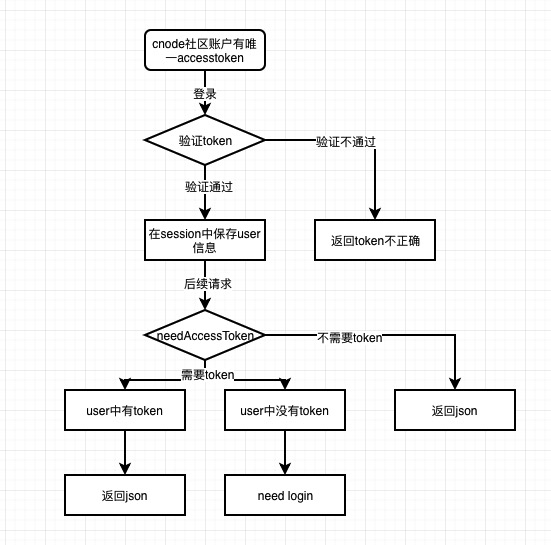 cnode社区账户有唯
一accesstoken
登录
验证token
验证不通过
验证通过
在session中保存user
信息
返回token不正确
后续请求
needAccessToken
不需要token
需要token
user中有token
user中没有token
返回json
返回json
need login